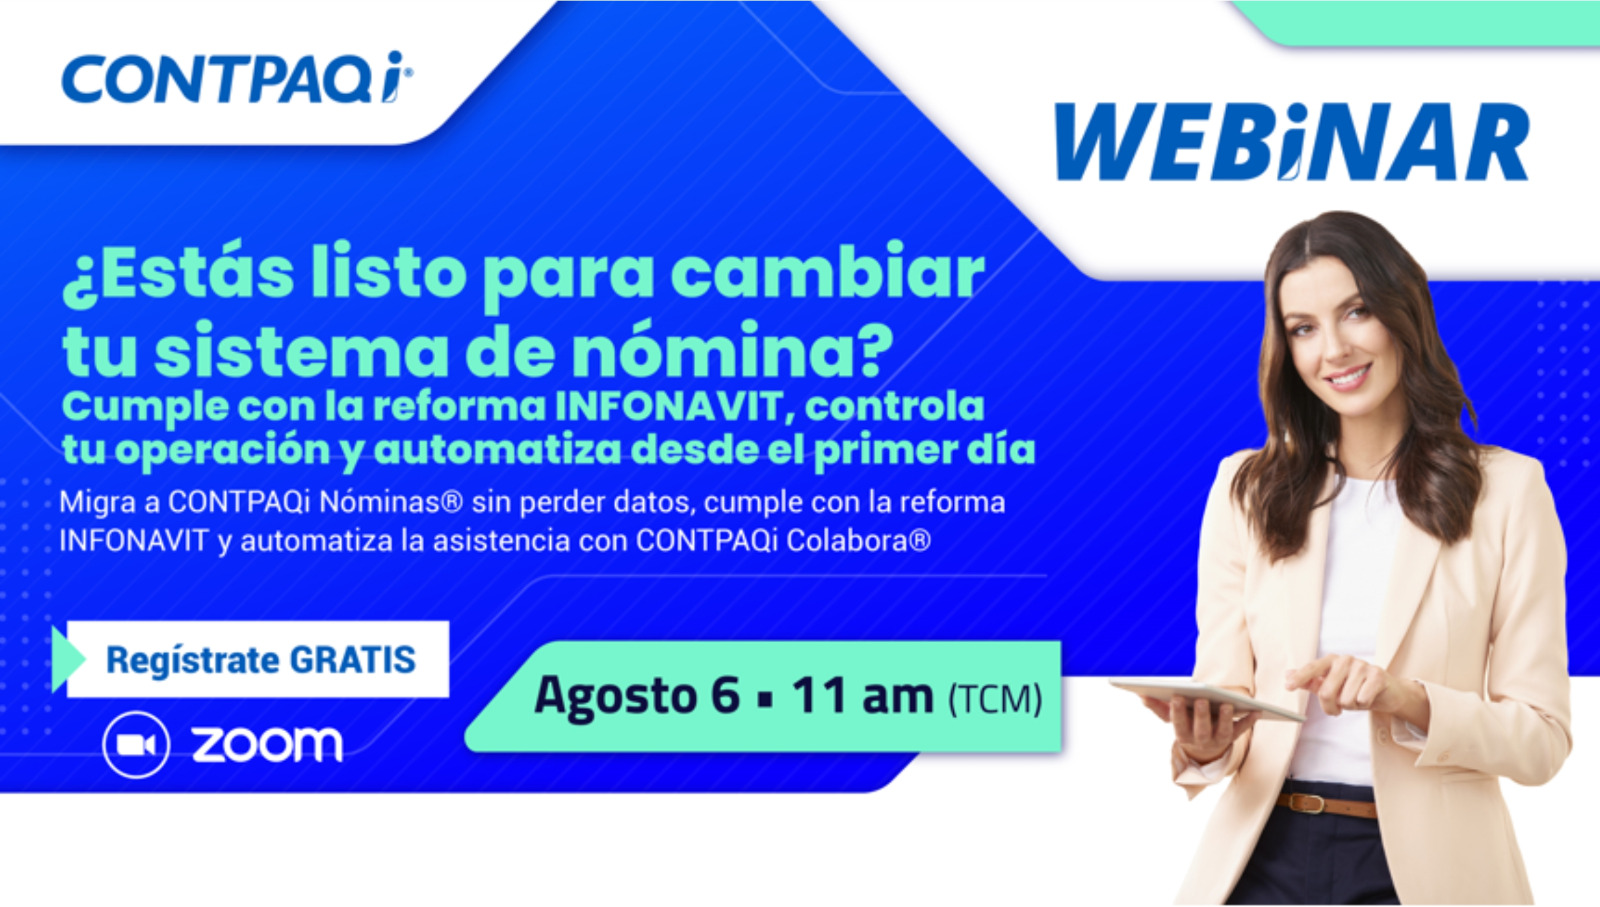 CONTPAQi®
WEBiNAR
¿Estás listo para cambiar
tu sistema de nómina?
Cumple con la reforma INFONAVIT, controla
tu operación y automatiza desde el primer día
Migra a CONTPAQi Nóminas® sin perder datos, cumple con la reforma
INFONAVIT y automatiza la asistencia con CONTPAQi Colabora®
Regístrate GRATIS
Agosto 6 ▪ 11 am (TCM)
zoom